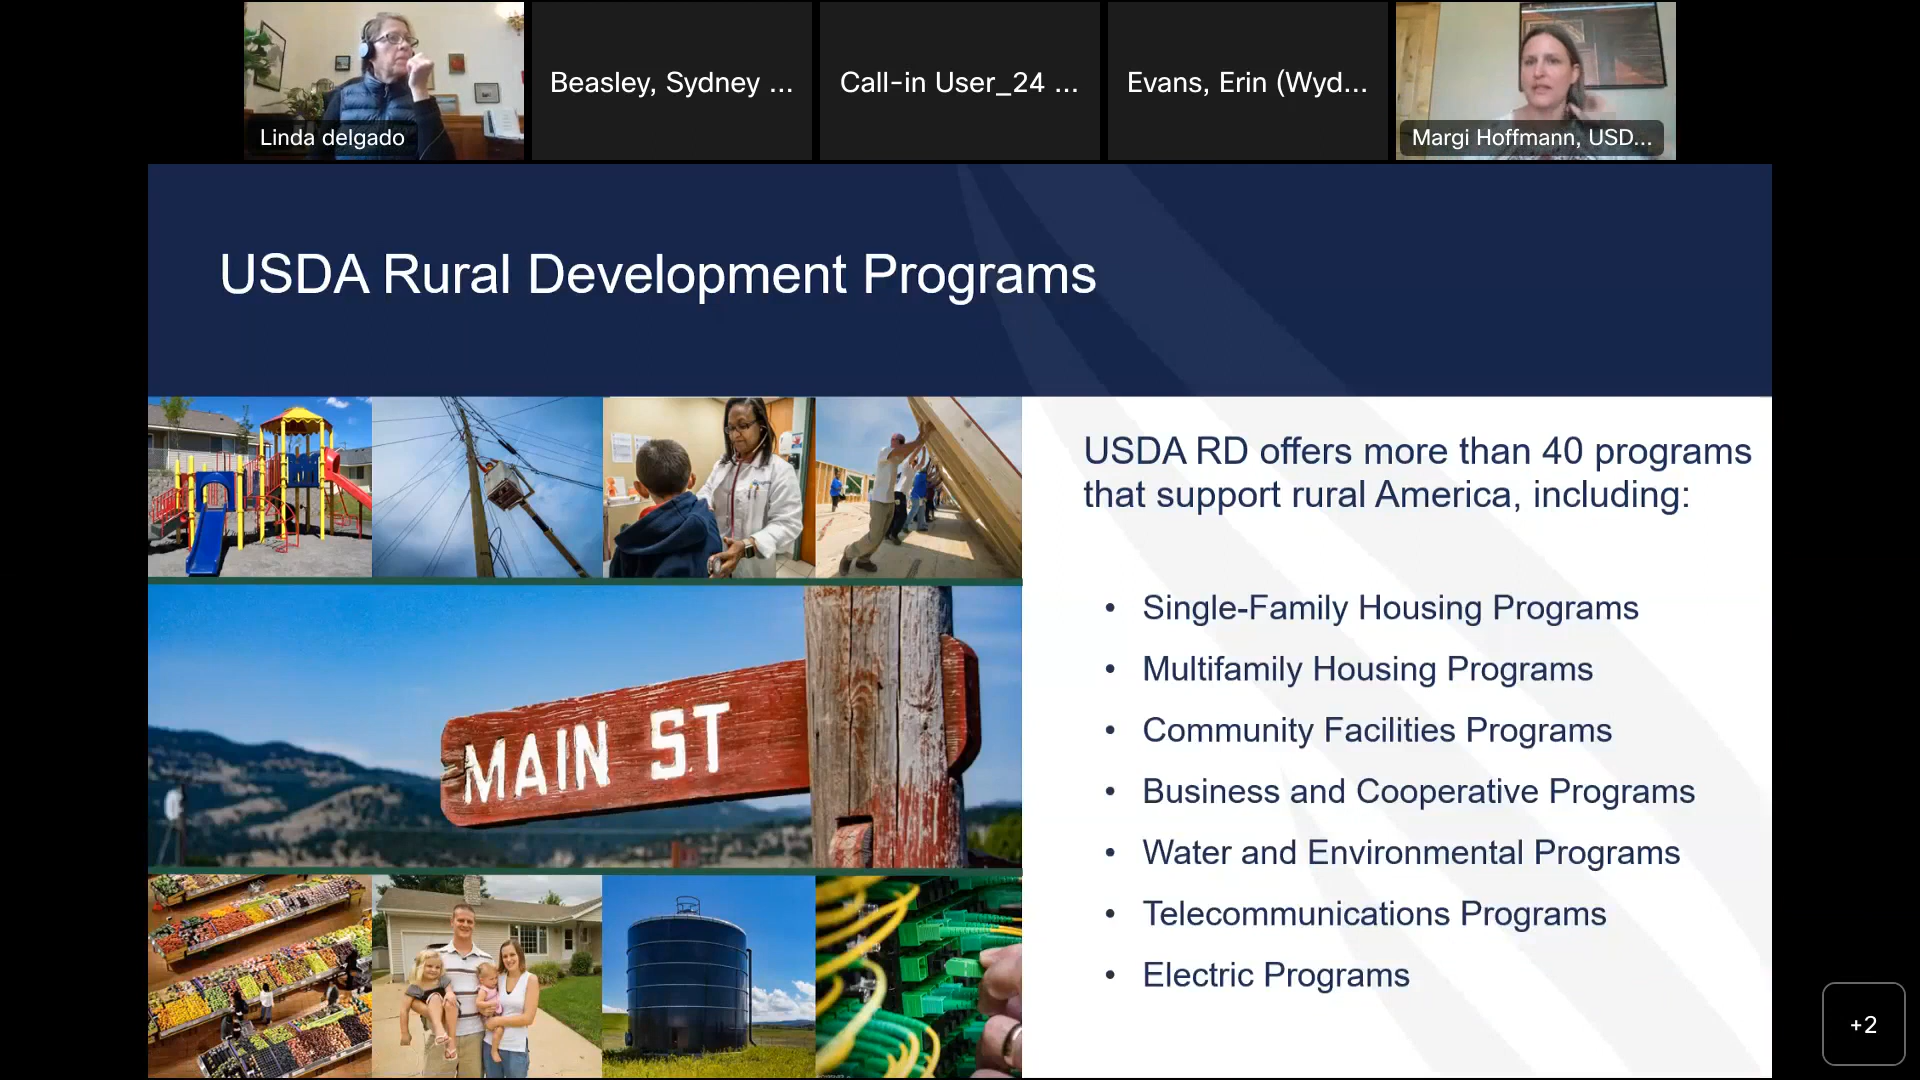 Linda delgado
Beasley, Sydney ...
Call-in User_24 ...
Evans, Erin (Wyd...
Margi Hoffmann, USD...
USDA Rural Development Programs
MAIN ST
USDA RD offers more than 40 programs
that support rural America, including:
• Single-Family Housing Programs
• Multifamily Housing Programs
• Community Facilities Programs
• Business and Cooperative Programs
• Water and Environmental Programs
• Telecommunications Programs
• Electric Programs
+2